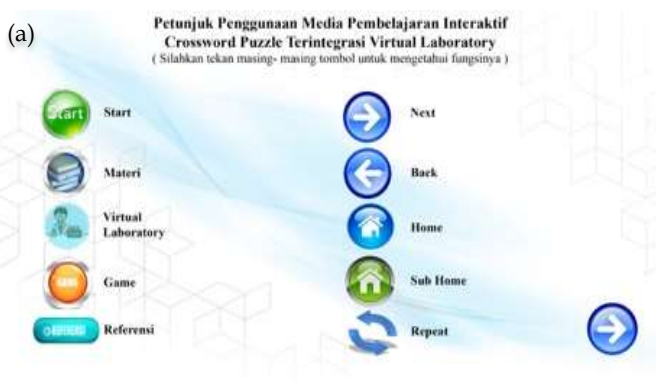 (a)
Petunjuk Penggunaan Media Pembelajaran Interaktif
Crossword Puzzle Terintegrasi Virtual Laboratory
( Silahkan tekan masing- masing tombol untuk mengetahui fungsinya )
Start
Start
Materi
Virtual
Laboratory
Game
Referensi
Next
Back
Home
Sub Home
Repeat